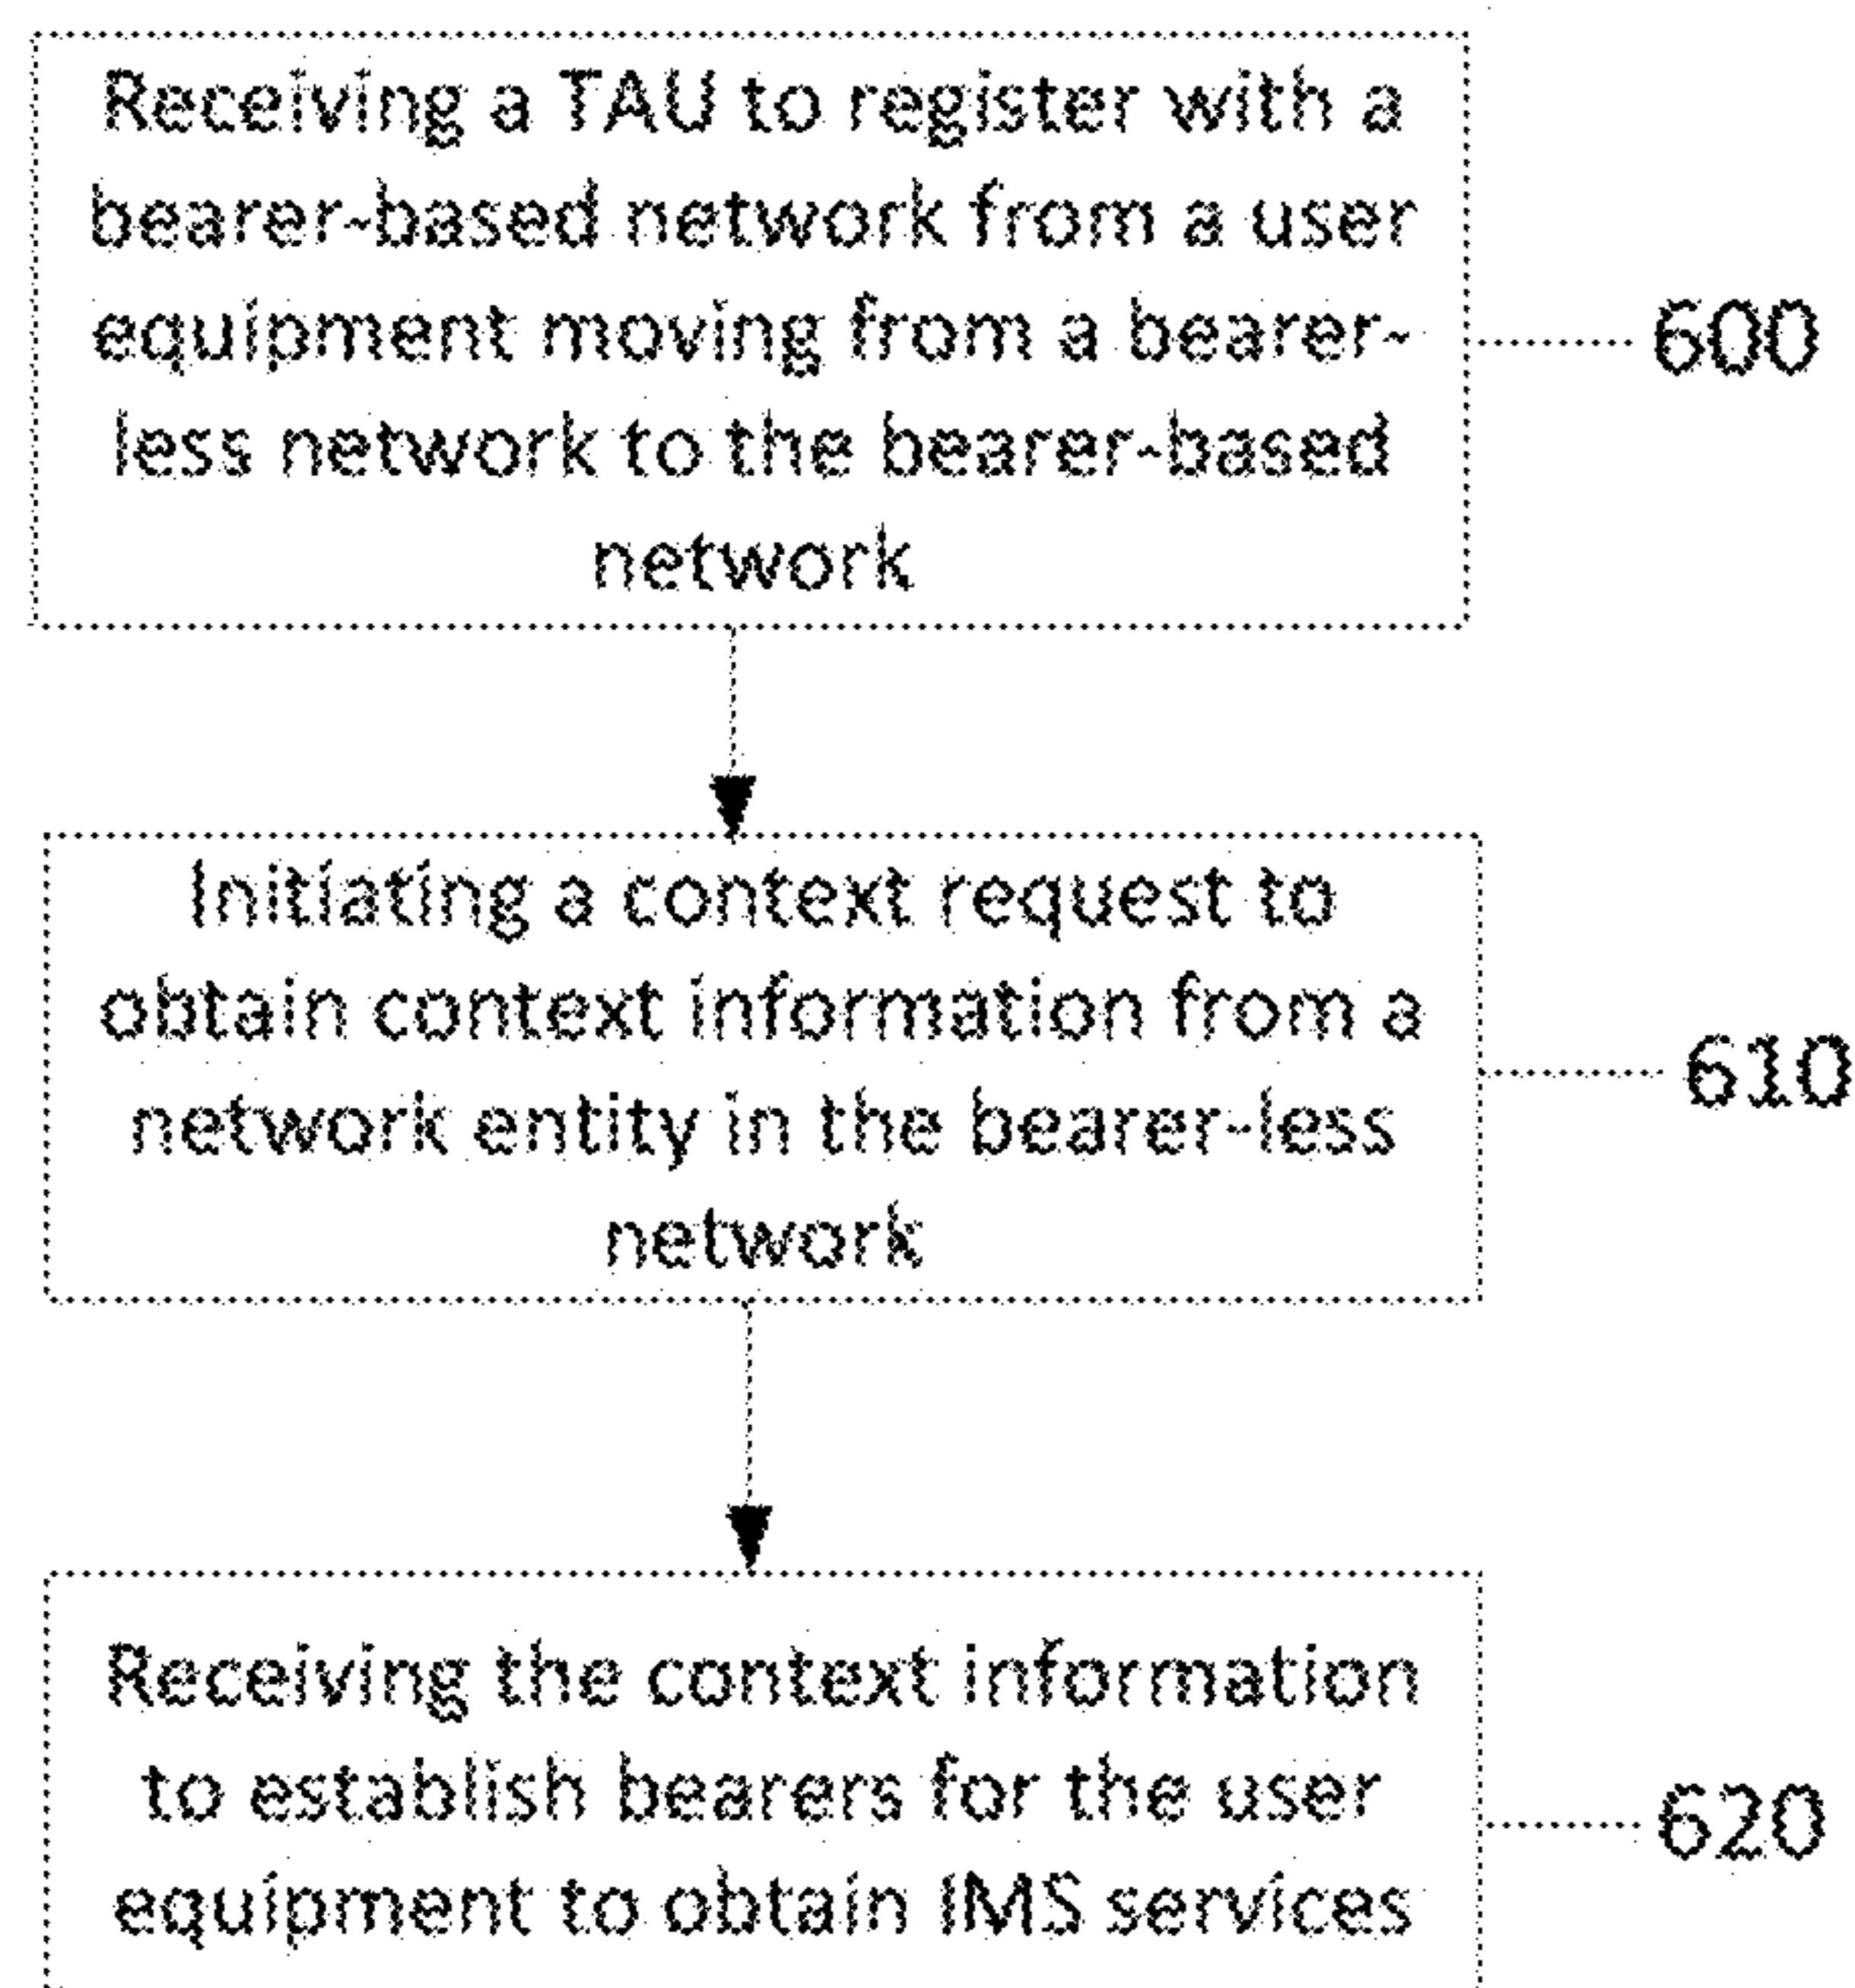 Receiving a TAU to register with a
bearer-based network from a user
equipment moving from a bearer-
less network to the bearer-based
network
600
Initiating a context request to
obtain context information from a
network entity in the bearer-less
network
610
Receiving the context information
to establish bearers for the user
equipment to obtain IMS services
620